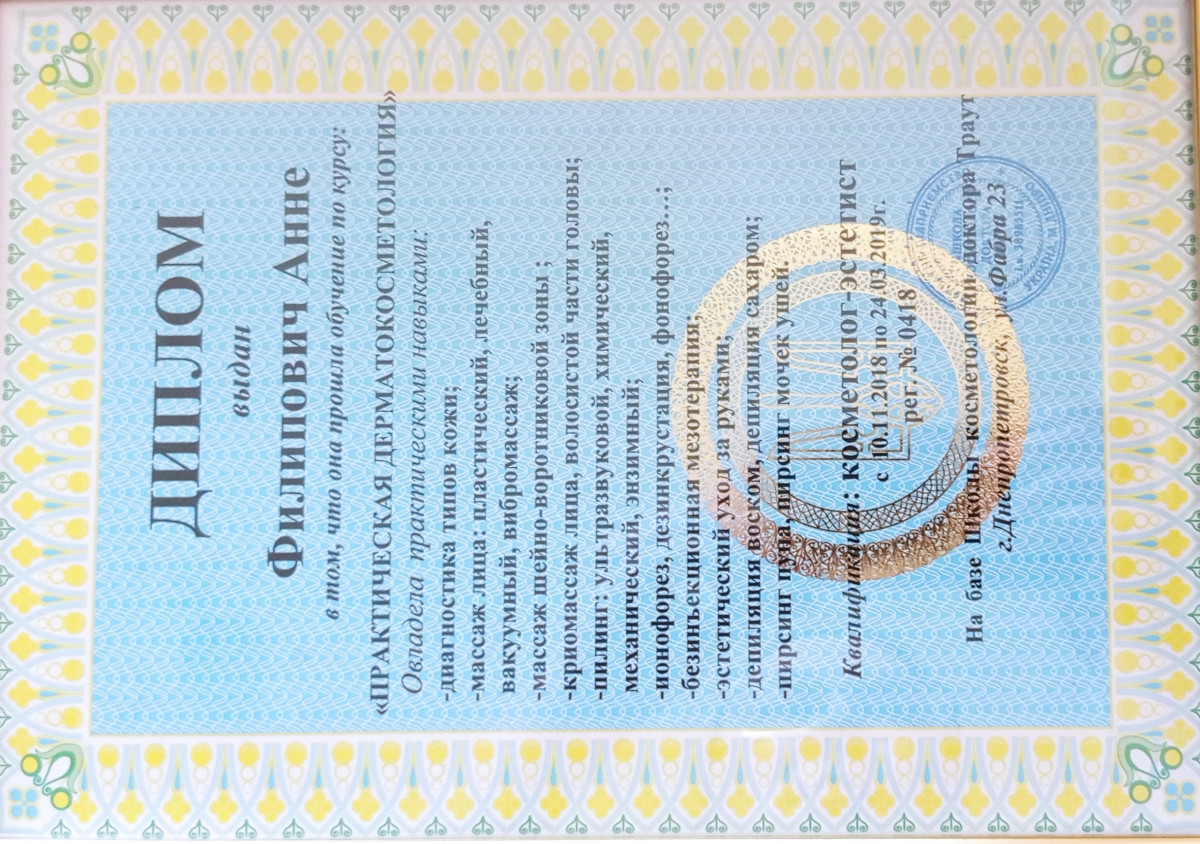 ДИПЛОМ
выдан
Филипович Анне
в том, что она прошла обучение по курсу:
«ПРАКТИЧЕСКАЯ ДЕРМАТОКОСМЕТОЛОГИЯ»
Овладела практическими навыками:
-диагностика типов кожи;
-массаж лица: пластический, лечебный,
вакуумный, вибромассаж;
-массаж шейно-воротниковой зоны ;
-криомассаж лица, волосистой части головы;
-пилинг: ультразвуковой, химический,
механический, энзимный;
-ионофорез, дезинкрустация, фонофорез…;
-безинъекционная мезотерапия;
-эстетический уход за руками;
-депиляция воском, депиляция сахаром;
-пирсинг пупа, пирсинг мочек ушей.
Квалификация: косметолог-эстетист
с 10.11.2018 по 24.03.2019г.
рег. № 0418
На базе Школы косметологии доктора Траут
г.Днепропетровск, Фабра 23